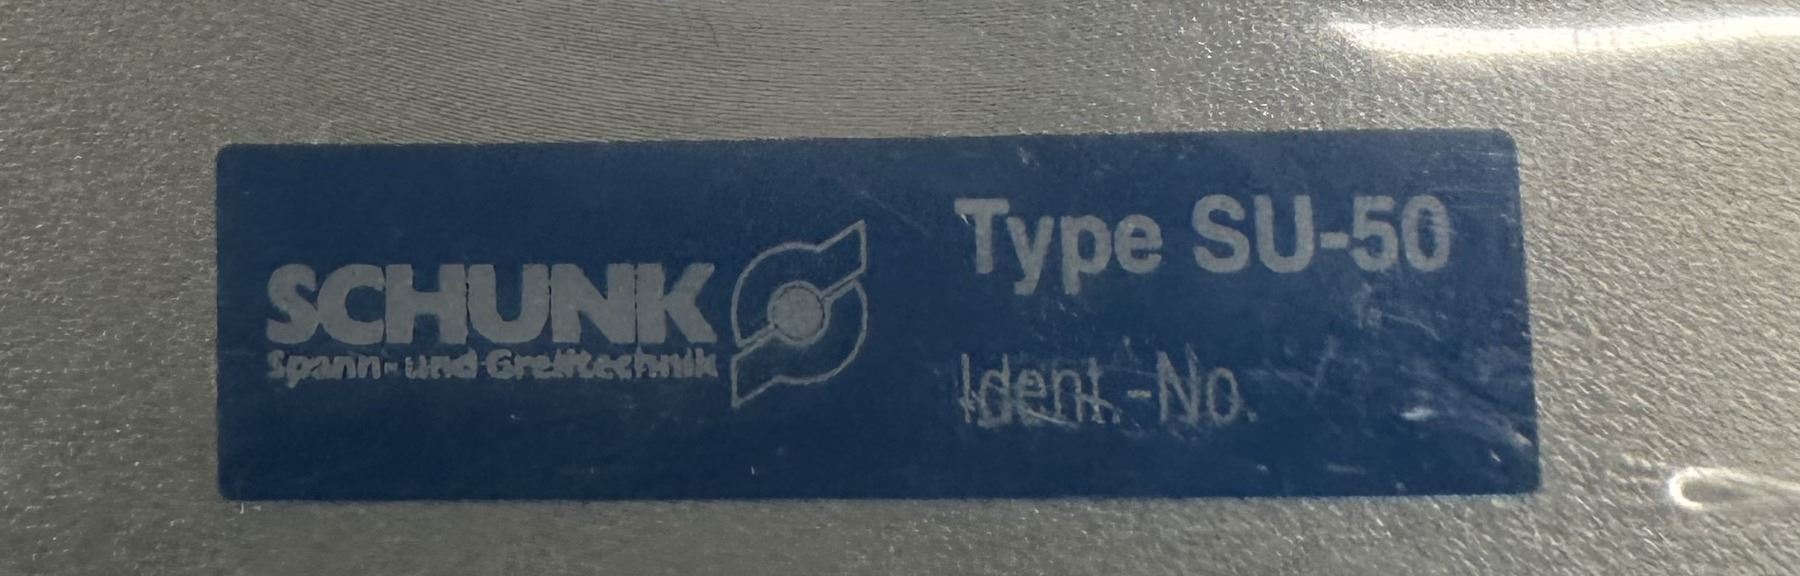 SCHUNK
Spann- und Greiftechnik
Type SU-50
Ident.-No.